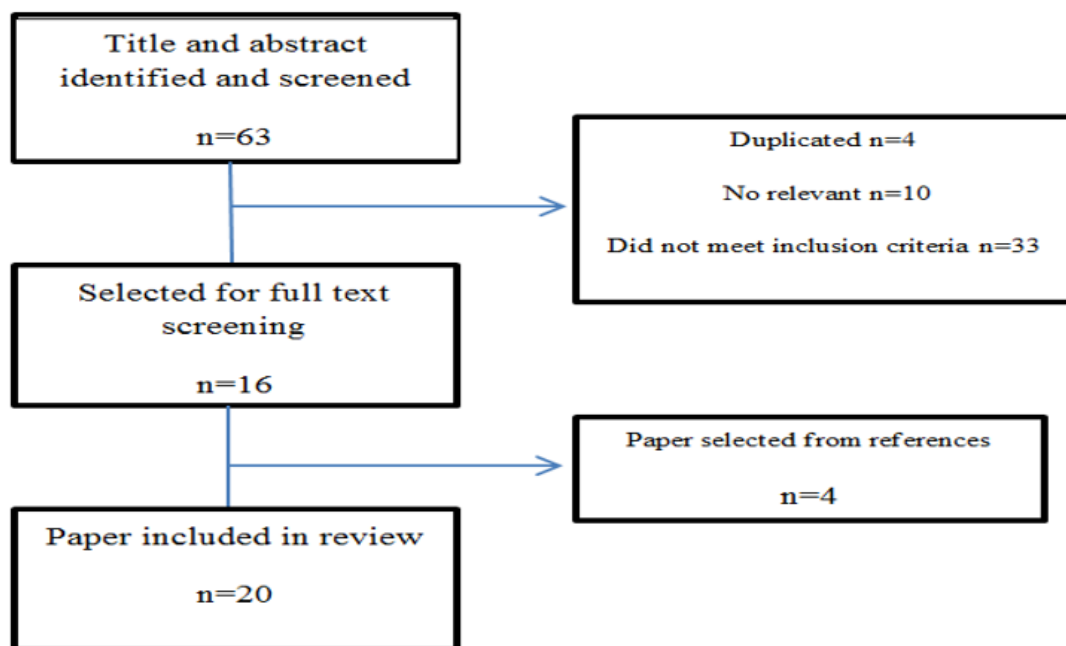 Title and abstract
identified and screened
n=63
Duplicated n=4
No relevant n=10
Did not meet inclusion criteria n=33
Selected for full text
screening
n=16
Paper selected from references
n=4
Paper included in review
n=20